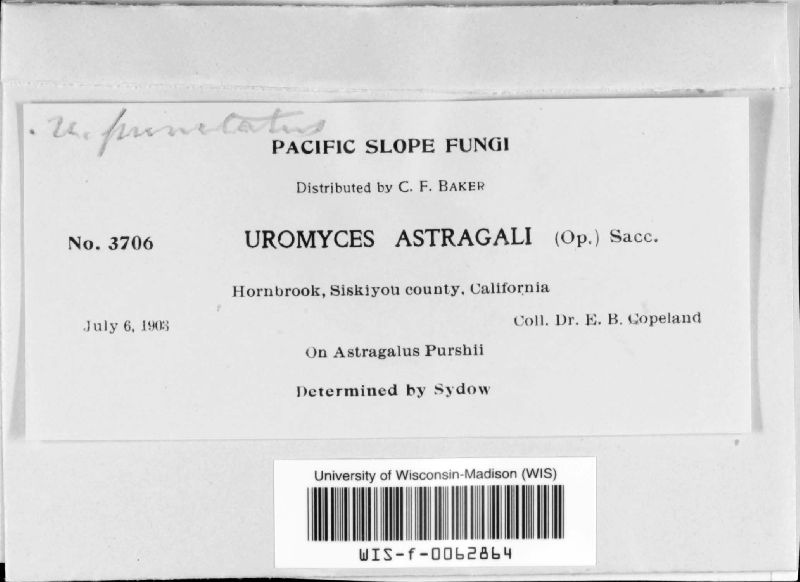 U. punctatus
PACIFIC SLOPE FUNGI
Distributed by C. F. BAKER
No. 3706
UROMYCES ASTRAGALI (Op.) Sacc.
Hornbrook, Siskiyou county, California
July 6, 1903
Coll. Dr. E. B. Copeland
On Astragalus Purshii
Determined by Sydow
University of Wisconsin-Madison (WIS)
WIS-f-0062864